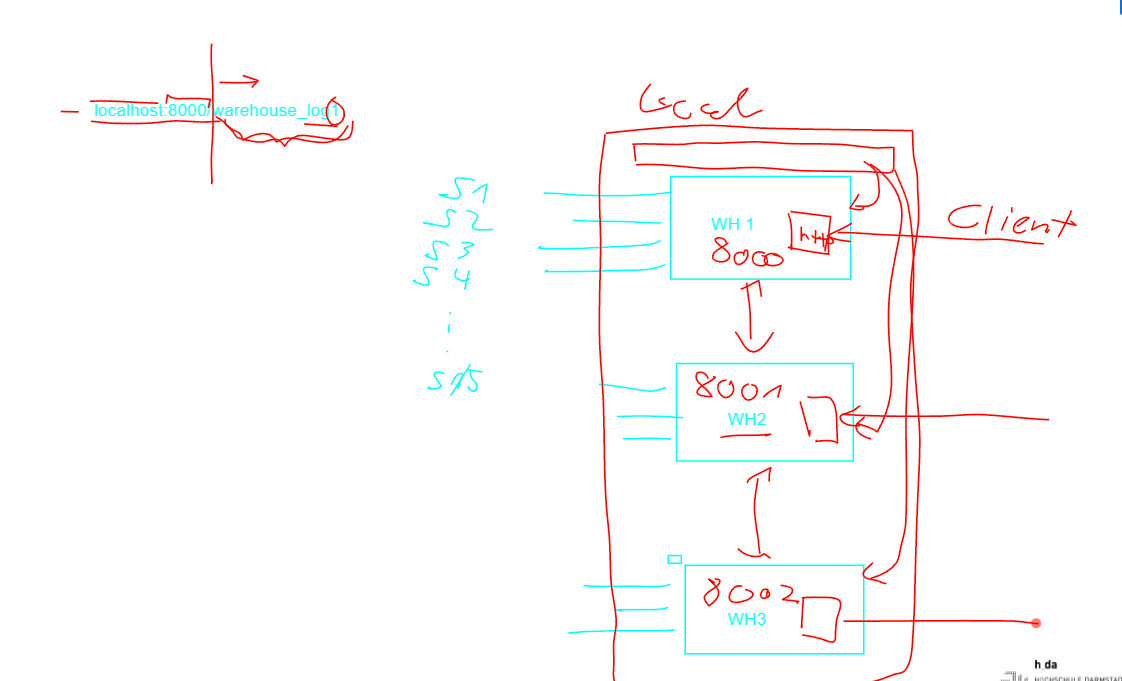 localhost:8000/warehouse_log1
Local
S1
S2
S3
S4
S15
WH 1
http
8000
Client
8001
WH2
8002
WH3
h da
HOCHSCHULE DARMSTAD